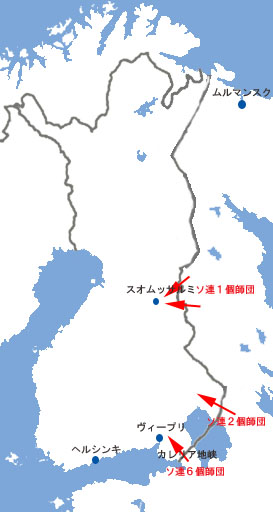 ムルマンスク
スオムッサルミ
ソ連１個師団
ソ連２個師団
ヴィープリ
ヘルシンキ
カレリア地峡
ソ連６個師団